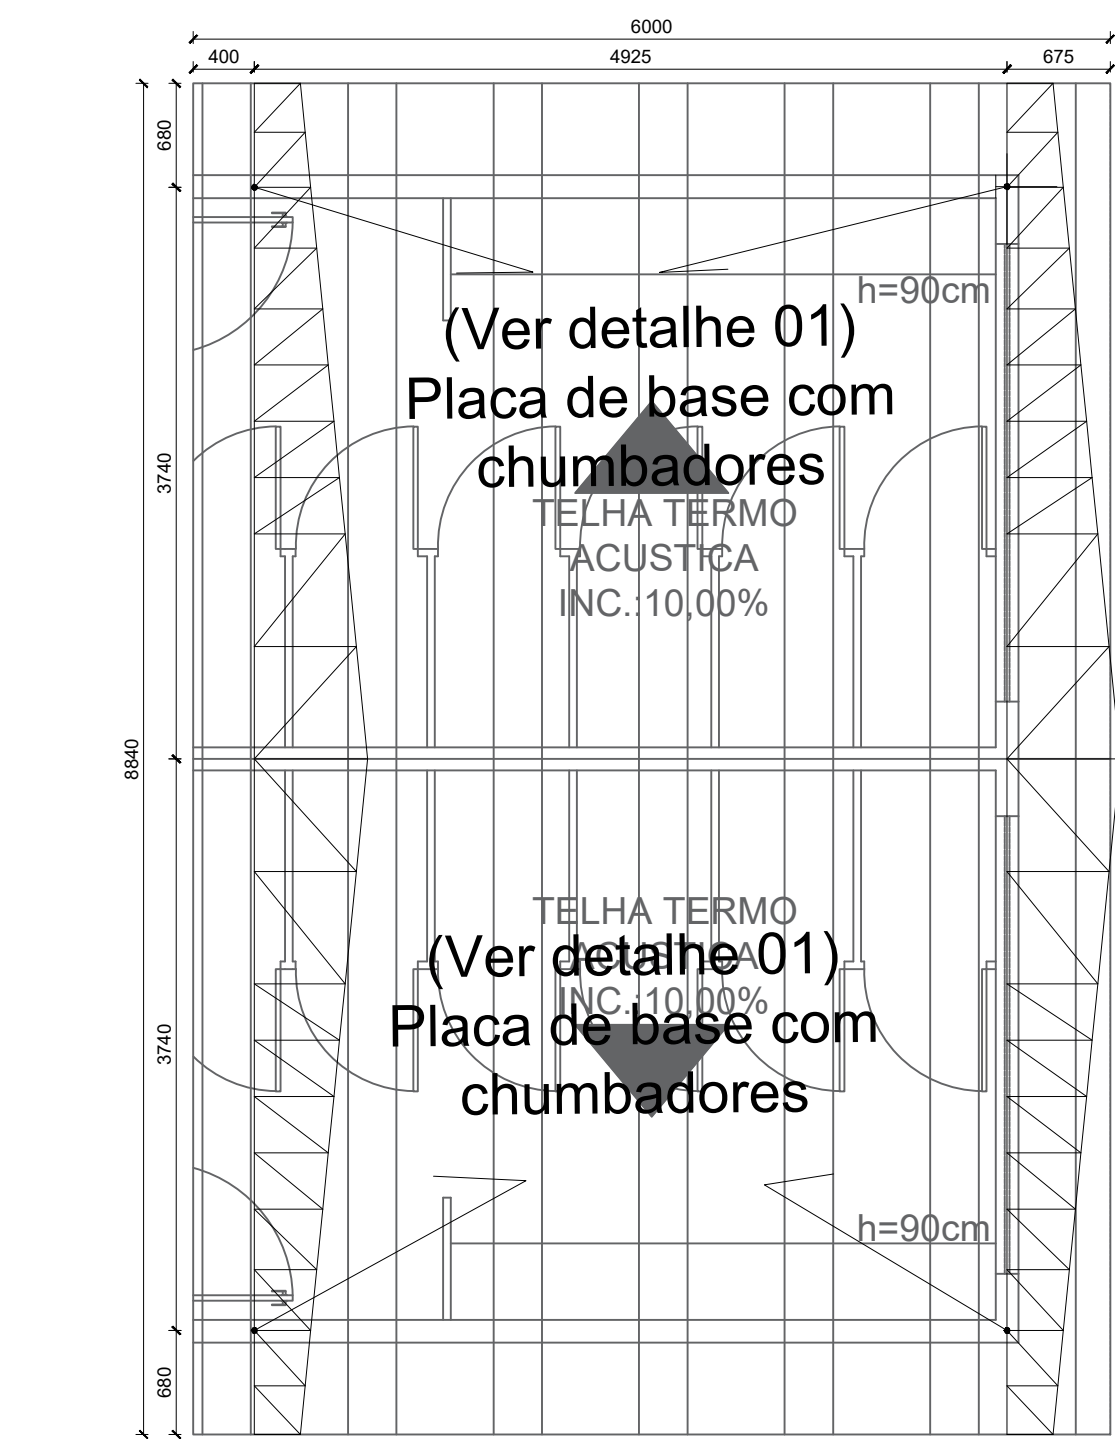 6000
400
4925
675
680
h=90cm
(Ver detalhe 01)
Placa de base com
chumbadores
3740
TELHA TERMO
ACUSTICA
INC.:10,00%
8840
TELHA TERMO
ACUSTICA
INC.:10,00%
(Ver detalhe 01)
Placa de base com
chumbadores
3740
h=90cm
680